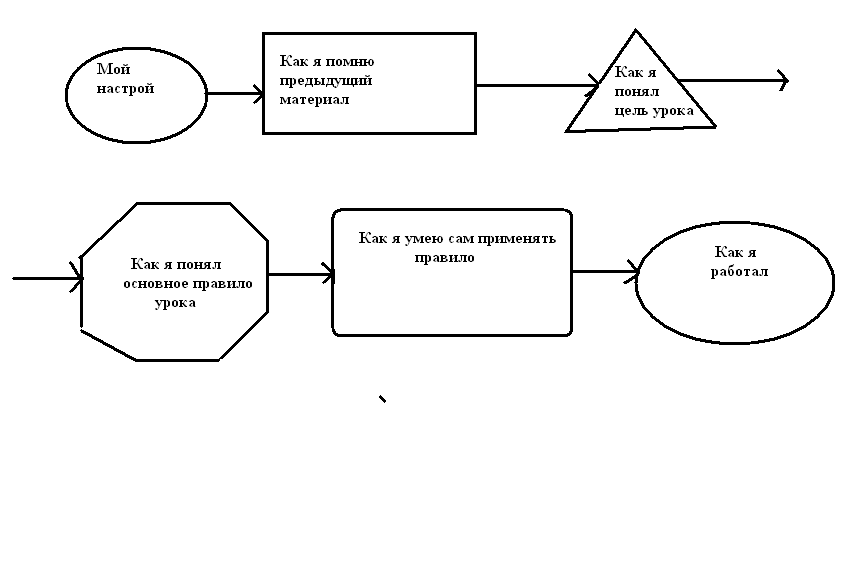 Мой
настрой
Как я помню
предыдущий
материал
Как я
понял
цель урока
Как я понял
основное правило
урока
Как я умею сам применять
правило
Как я
работал